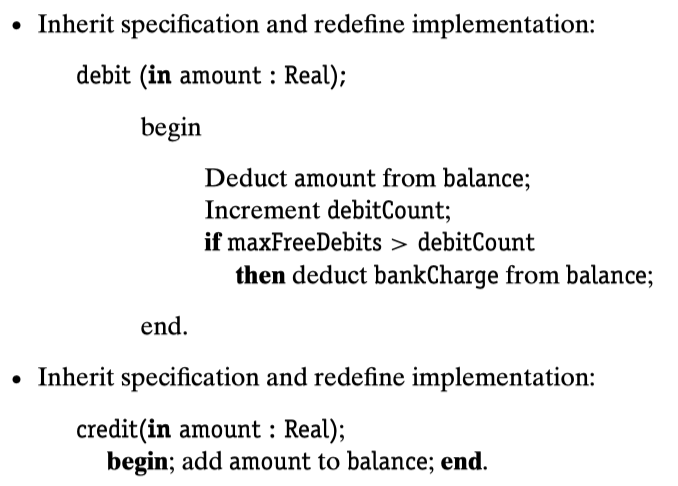 • Inherit specification and redefine implementation:
debit (in amount : Real);
begin
Deduct amount from balance;
Increment debitCount;
if maxFreeDebits > debitCount
then deduct bankCharge from balance;
end.
• Inherit specification and redefine implementation:
credit(in amount : Real);
begin; add amount to balance; end.